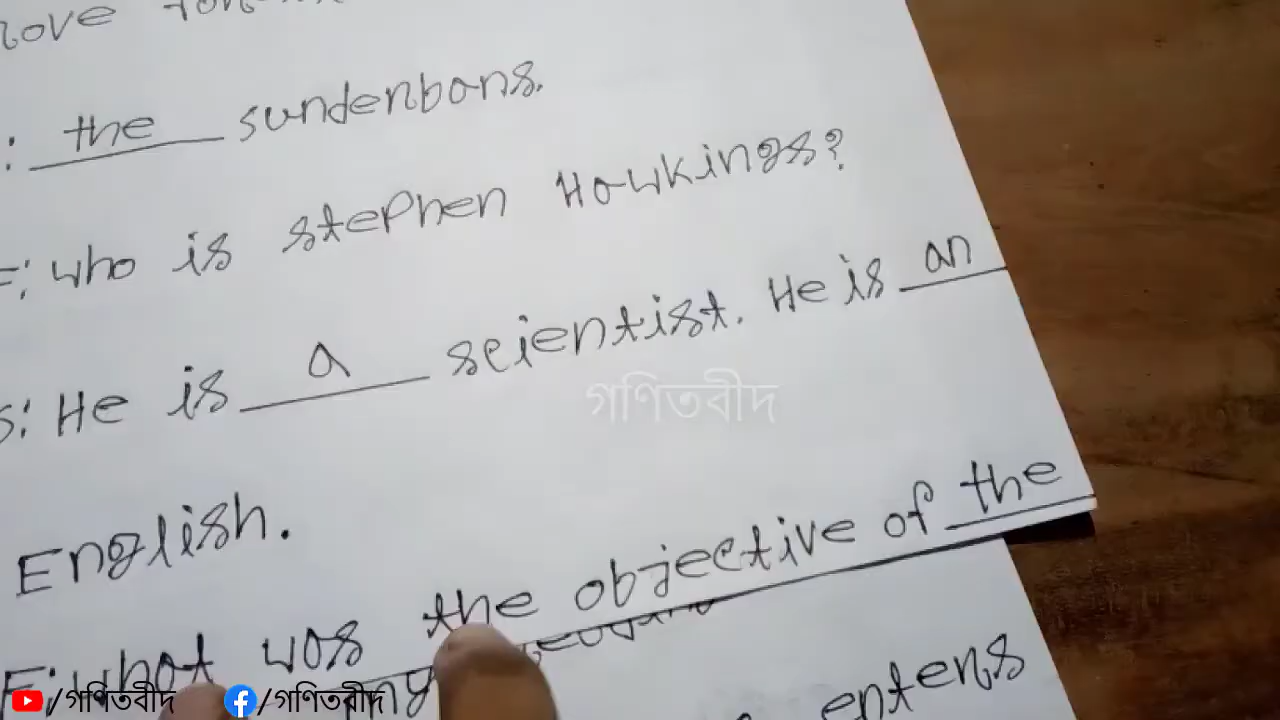 love
: the sundenbans.
F: who is stephen Howkings?
S: He is a scientist. He is an
English.
F: what was the objective of the
entens
গণিতবীদ
/গণিতবীদ /গণিতবীদ